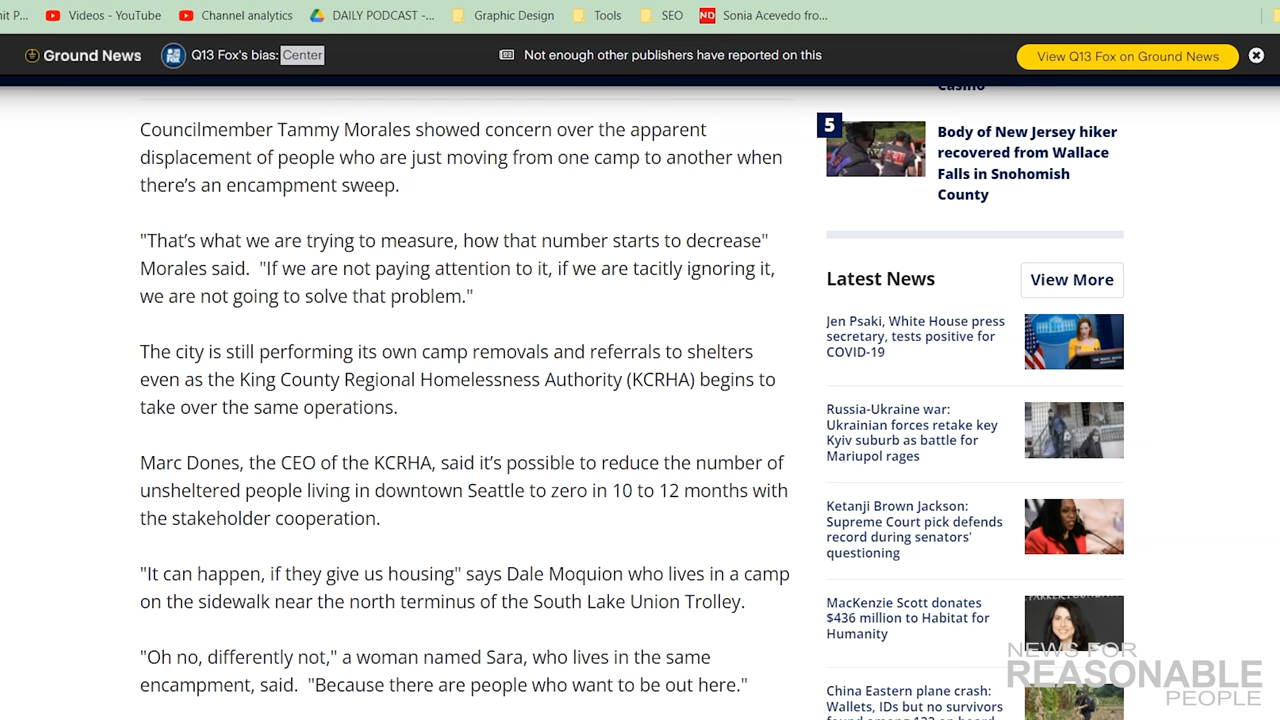 Videos - YouTube
Channel analytics
DAILY PODCAST -...
Graphic Design
Tools
SEO
Sonia Acevedo fro...
Ground News
Q13 Fox's bias: Center
Not enough other publishers have reported on this
View Q13 Fox on Ground News
Councilmember Tammy Morales showed concern over the apparent
displacement of people who are just moving from one camp to another when
there’s an encampment sweep.
"That’s what we are trying to measure, how that number starts to decrease"
Morales said.  "If we are not paying attention to it, if we are tacitly ignoring it,
we are not going to solve that problem."
The city is still performing its own camp removals and referrals to shelters
even as the King County Regional Homelessness Authority (KCRHA) begins to
take over the same operations.
Marc Dones, the CEO of the KCRHA, said it’s possible to reduce the number of
unsheltered people living in downtown Seattle to zero in 10 to 12 months with
the stakeholder cooperation.
"It can happen, if they give us housing" says Dale Moquion who lives in a camp
on the sidewalk near the north terminus of the South Lake Union Trolley.
"Oh no, differently not," a woman named Sara, who lives in the same
encampment, said.  "Because there are people who want to be out here."
Casino
5
Body of New Jersey hiker
recovered from Wallace
Falls in Snohomish
County
Latest News
View More
Jen Psaki, White House press
secretary, tests positive for
COVID-19
Russia-Ukraine war:
Ukrainian forces retake key
Kyiv suburb as battle for
Mariupol rages
Ketanji Brown Jackson:
Supreme Court pick defends
record during senators'
questioning
MacKenzie Scott donates
$436 million to Habitat for
Humanity
China Eastern plane crash:
Wallets, IDs but no survivors
found among 132 on board
NEWS FOR
REASONABLE
PEOPLE